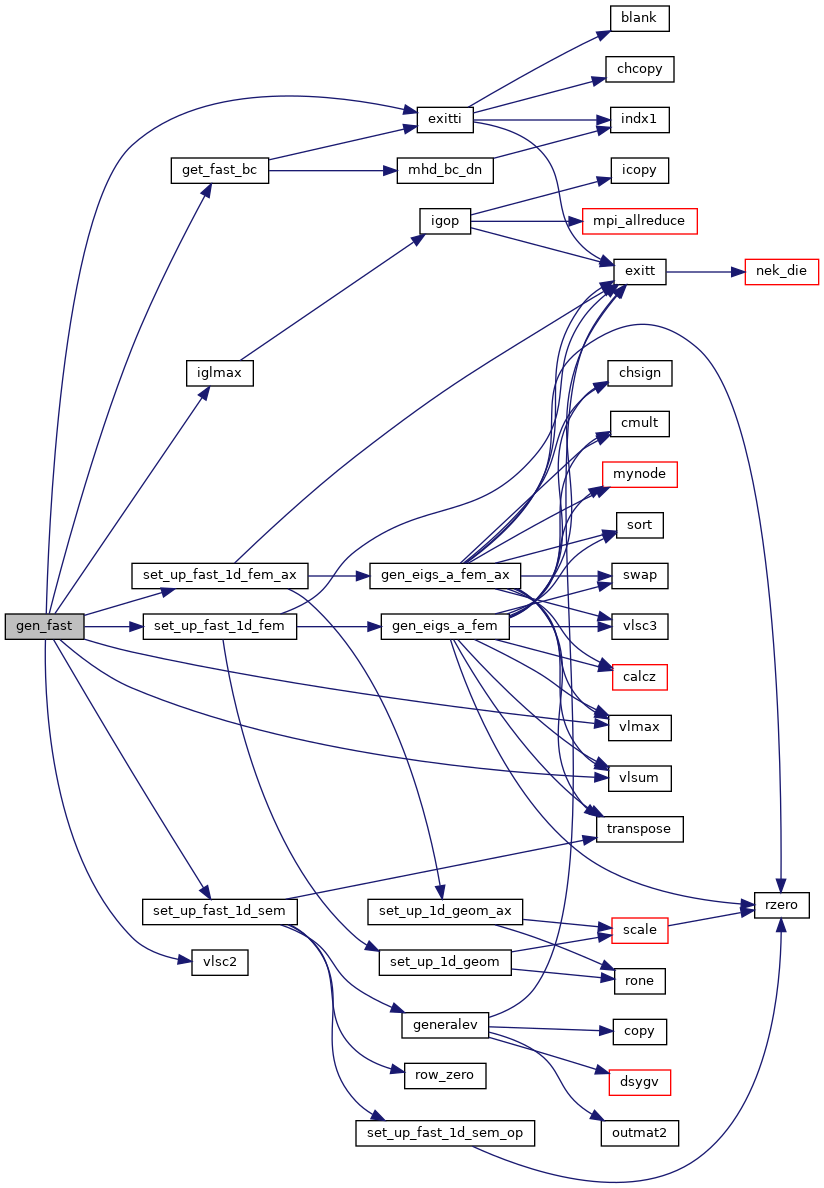 blank
chcopy
exitti
indx1
get_fast_bc
mhd_bc_dn
icopy
igop
mpi_allreduce
exitt
nek_die
iglmax
chsign
cmult
mynode
sort
set_up_fast_1d_fem_ax
gen_eigs_a_fem_ax
swap
gen_fast
set_up_fast_1d_fem
gen_eigs_a_fem
vlsc3
calcz
vlmax
vlsum
transpose
set_up_fast_1d_sem
set_up_1d_geom_ax
rzero
scale
vlsc2
set_up_1d_geom
rone
generalev
copy
row_zero
dsygv
set_up_fast_1d_sem_op
outmat2